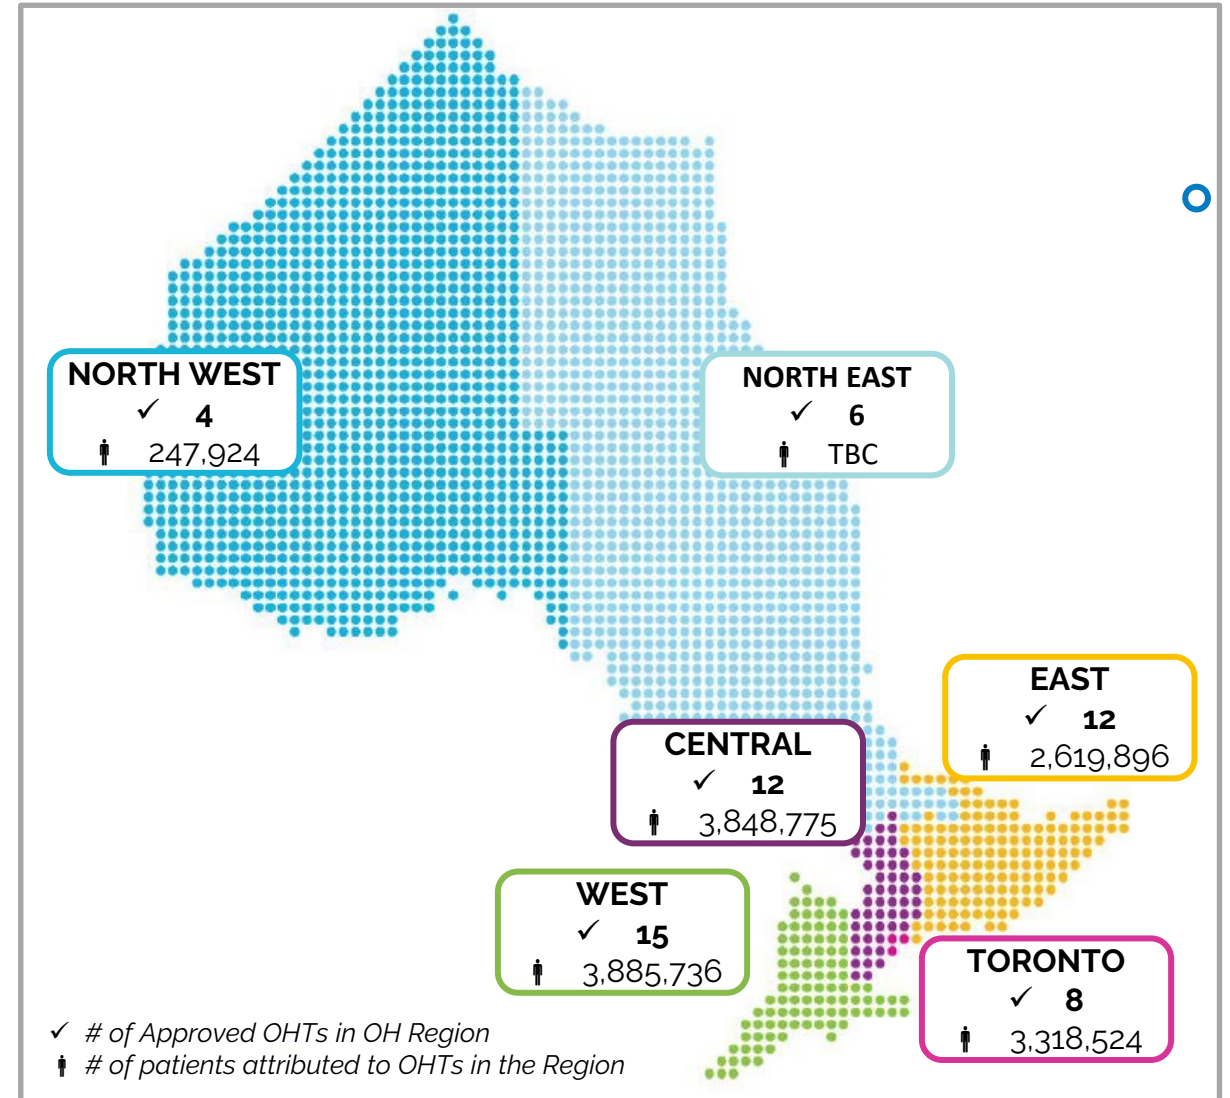 NORTH WEST
✓ 4
247,924
NORTH EAST
✓ 6
TBC
EAST
✓ 12
2,619,896
CENTRAL
✓ 12
3,848,775
WEST
✓ 15
3,885,736
TORONTO
✓ 8
3,318,524
✓ # of Approved OHTs in OH Region
# of patients attributed to OHTs in the Region